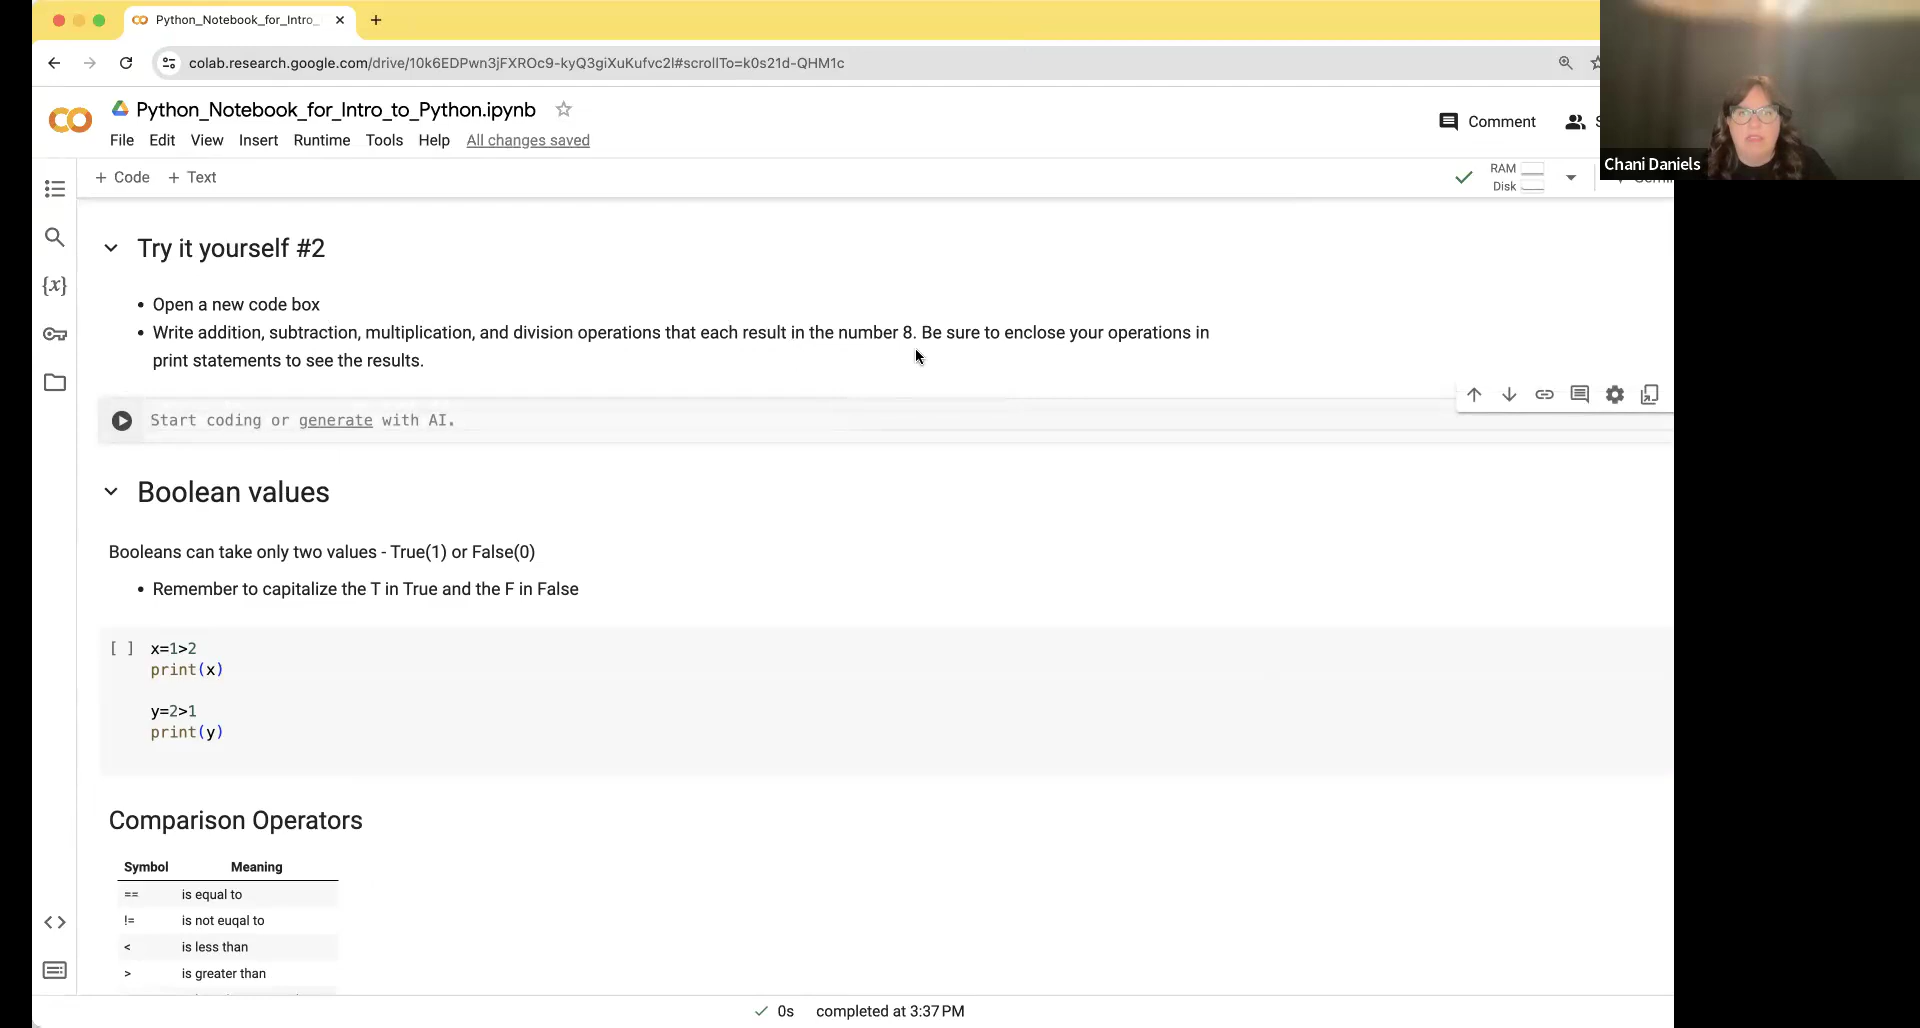 Python_Notebook_for_Intro_
colab.research.google.com/drive/10k6EDPwn3jFXROc9-kyQ3giXuKufvc2l#scrollTo=k0s21d-QHM1c
Python_Notebook_for_Intro_to_Python.ipynb
File Edit View Insert Runtime Tools Help All changes saved
Comment
Chani Daniels
+ Code + Text
RAM
Disk
Try it yourself #2
• Open a new code box
• Write addition, subtraction, multiplication, and division operations that each result in the number 8. Be sure to enclose your operations in
print statements to see the results.
Start coding or generate with AI.
Boolean values
Booleans can take only two values - True(1) or False(0)
• Remember to capitalize the T in True and the F in False
[ ] x=1>2
print(x)
y=2>1
print(y)
Comparison Operators
Symbol Meaning
== is equal to
!= is not euqal to
< is less than
> is greater than
0s completed at 3:37 PM